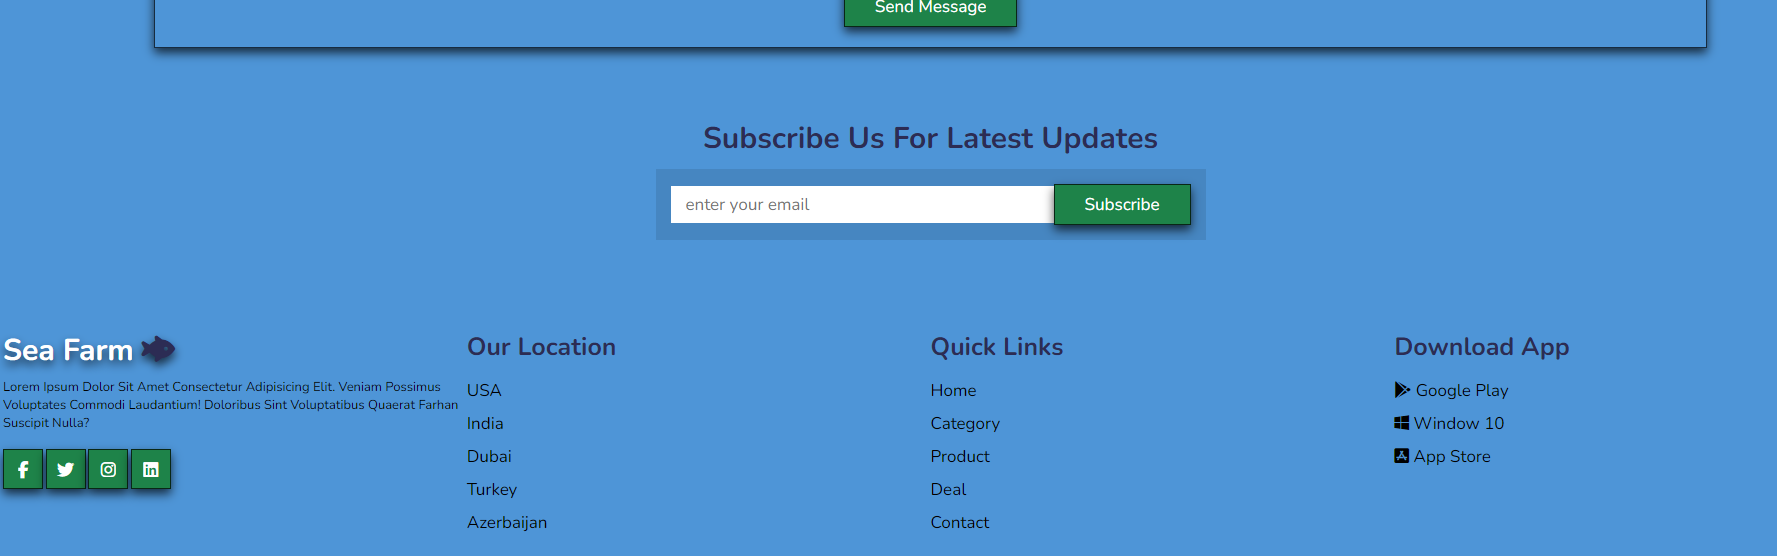 Send Message
Subscribe Us For Latest Updates
enter your email
Subscribe
Sea Farm
Lorem Ipsum Dolor Sit Amet Consectetur Adipisicing Elit. Veniam Possimus
Voluptates Commodi Laudantium! Doloribus Sint Voluptatibus Quaerat Farhan
Suscipit Nulla?
Our Location
USA
India
Dubai
Turkey
Azerbaijan
Quick Links
Home
Category
Product
Deal
Contact
Download App
Google Play
Window 10
App Store